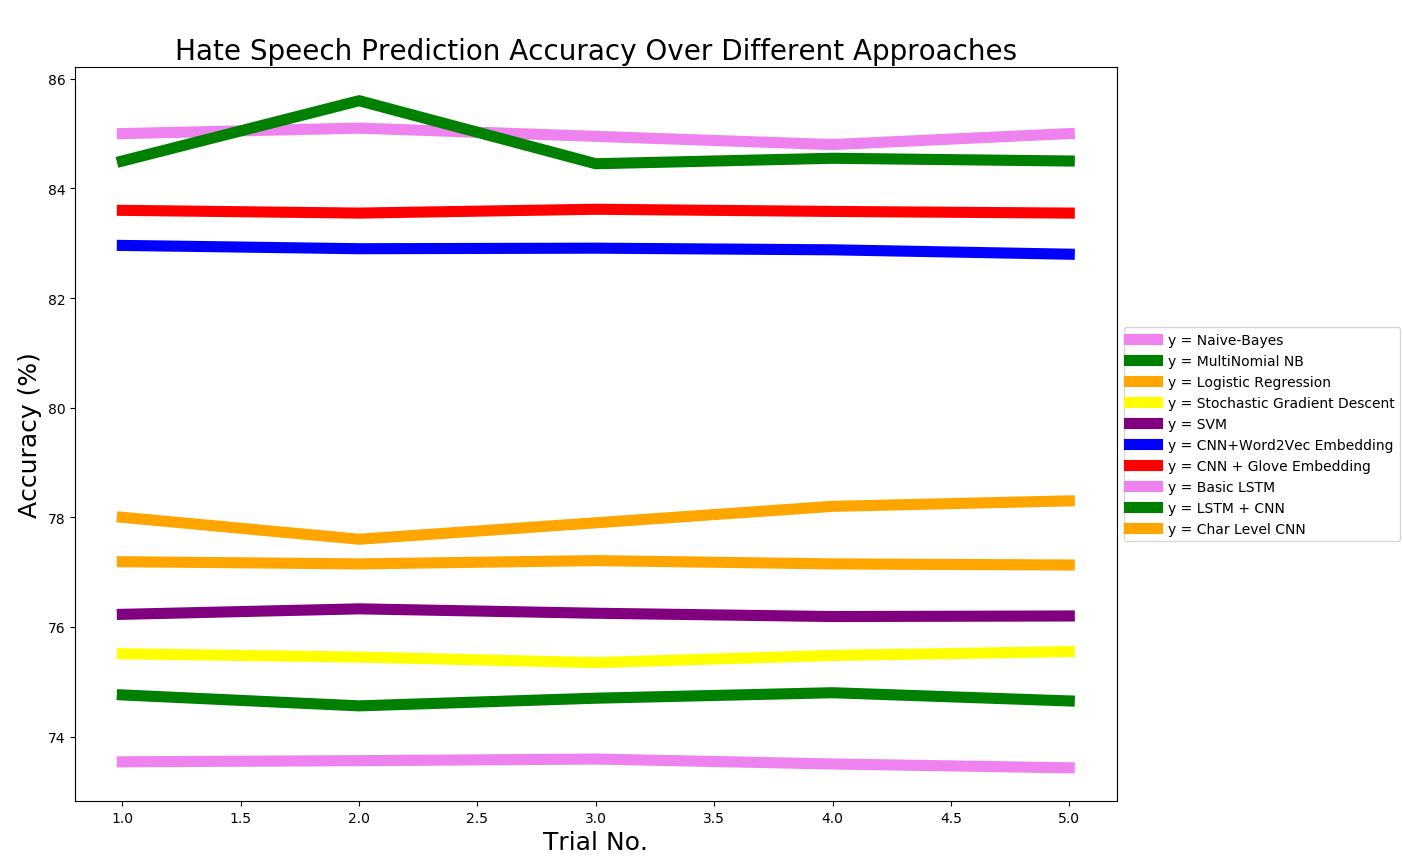 Hate Speech Prediction Accuracy Over Different Approaches
86
84
82
80
78
76
74
Accuracy (%)
1.0 1.5 2.0 2.5 3.0 3.5 4.0 4.5 5.0
Trial No.
y = Naive-Bayes
y = MultiNomial NB
y = Logistic Regression
y = Stochastic Gradient Descent
y = SVM
y = CNN+Word2Vec Embedding
y = CNN + Glove Embedding
y = Basic LSTM
y = LSTM + CNN
y = Char Level CNN